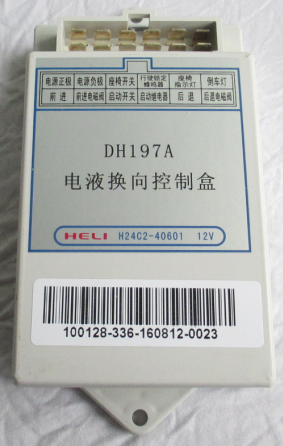 电源正极 电源负极 座椅开关 行驶锁定蜂鸣器 座椅指示灯 倒车灯
前进 前进电磁阀 启动开关 启动继电器 后退 后退电磁阀
DH197A
电液换向控制盒
HELI H24C2-40601 12V
100128-336-160812-0023